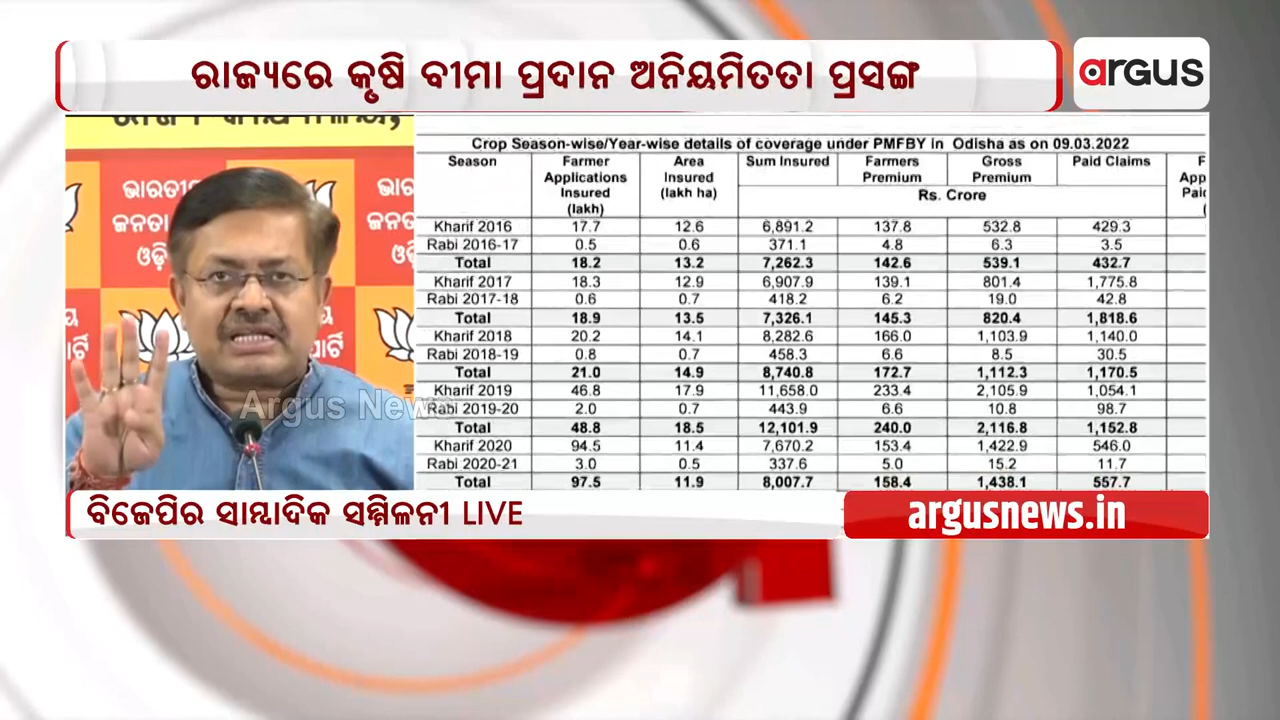 ରାଜ୍ୟରେ କୃଷି ବୀମା ପ୍ରଦାନ ଅନିୟମିତତା ପ୍ରସଙ୍ଗ
argus
ଭାରତୀ
ଜନତା
ଓଡ଼ି
ଭାର
ଜନତା
ଓଡ଼ି
ୟ
ପାର୍ଟି
ପାର୍ଟି
Argus News
Crop Season-wise/Year-wise details of coverage under PMFBY in Odisha as on 09.03.2022
Season Farmer Applications Insured (lakh) Area Insured (lakh ha) Sum Insured Farmers Premium Gross Premium Paid Claims
Rs. Crore
Kharif 2016 17.7 12.6 6,891.2 137.8 532.8 429.3
Rabi 2016-17 0.5 0.6 371.1 4.8 6.3 3.5
Total 18.2 13.2 7,262.3 142.6 539.1 432.7
Kharif 2017 18.3 12.9 6,907.9 139.1 801.4 1,775.8
Rabi 2017-18 0.6 0.7 418.2 6.2 19.0 42.8
Total 18.9 13.5 7,326.1 145.3 820.4 1,818.6
Kharif 2018 20.2 14.1 8,282.6 166.0 1,103.9 1,140.0
Rabi 2018-19 0.8 0.7 458.3 6.6 8.5 30.5
Total 21.0 14.9 8,740.8 172.7 1,112.3 1,170.5
Kharif 2019 46.8 17.9 11,658.0 233.4 2,105.9 1,054.1
Rabi 2019-20 2.0 0.7 443.9 6.6 10.8 98.7
Total 48.8 18.5 12,101.9 240.0 2,116.8 1,152.8
Kharif 2020 94.5 11.4 7,670.2 153.4 1,422.9 546.0
Rabi 2020-21 3.0 0.5 337.6 5.0 15.2 11.7
Total 97.5 11.9 8,007.7 158.4 1,438.1 557.7
ବିଜେପିର ସାମ୍ୱାଦିକ ସମ୍ମିଳନୀ LIVE
argusnews.in